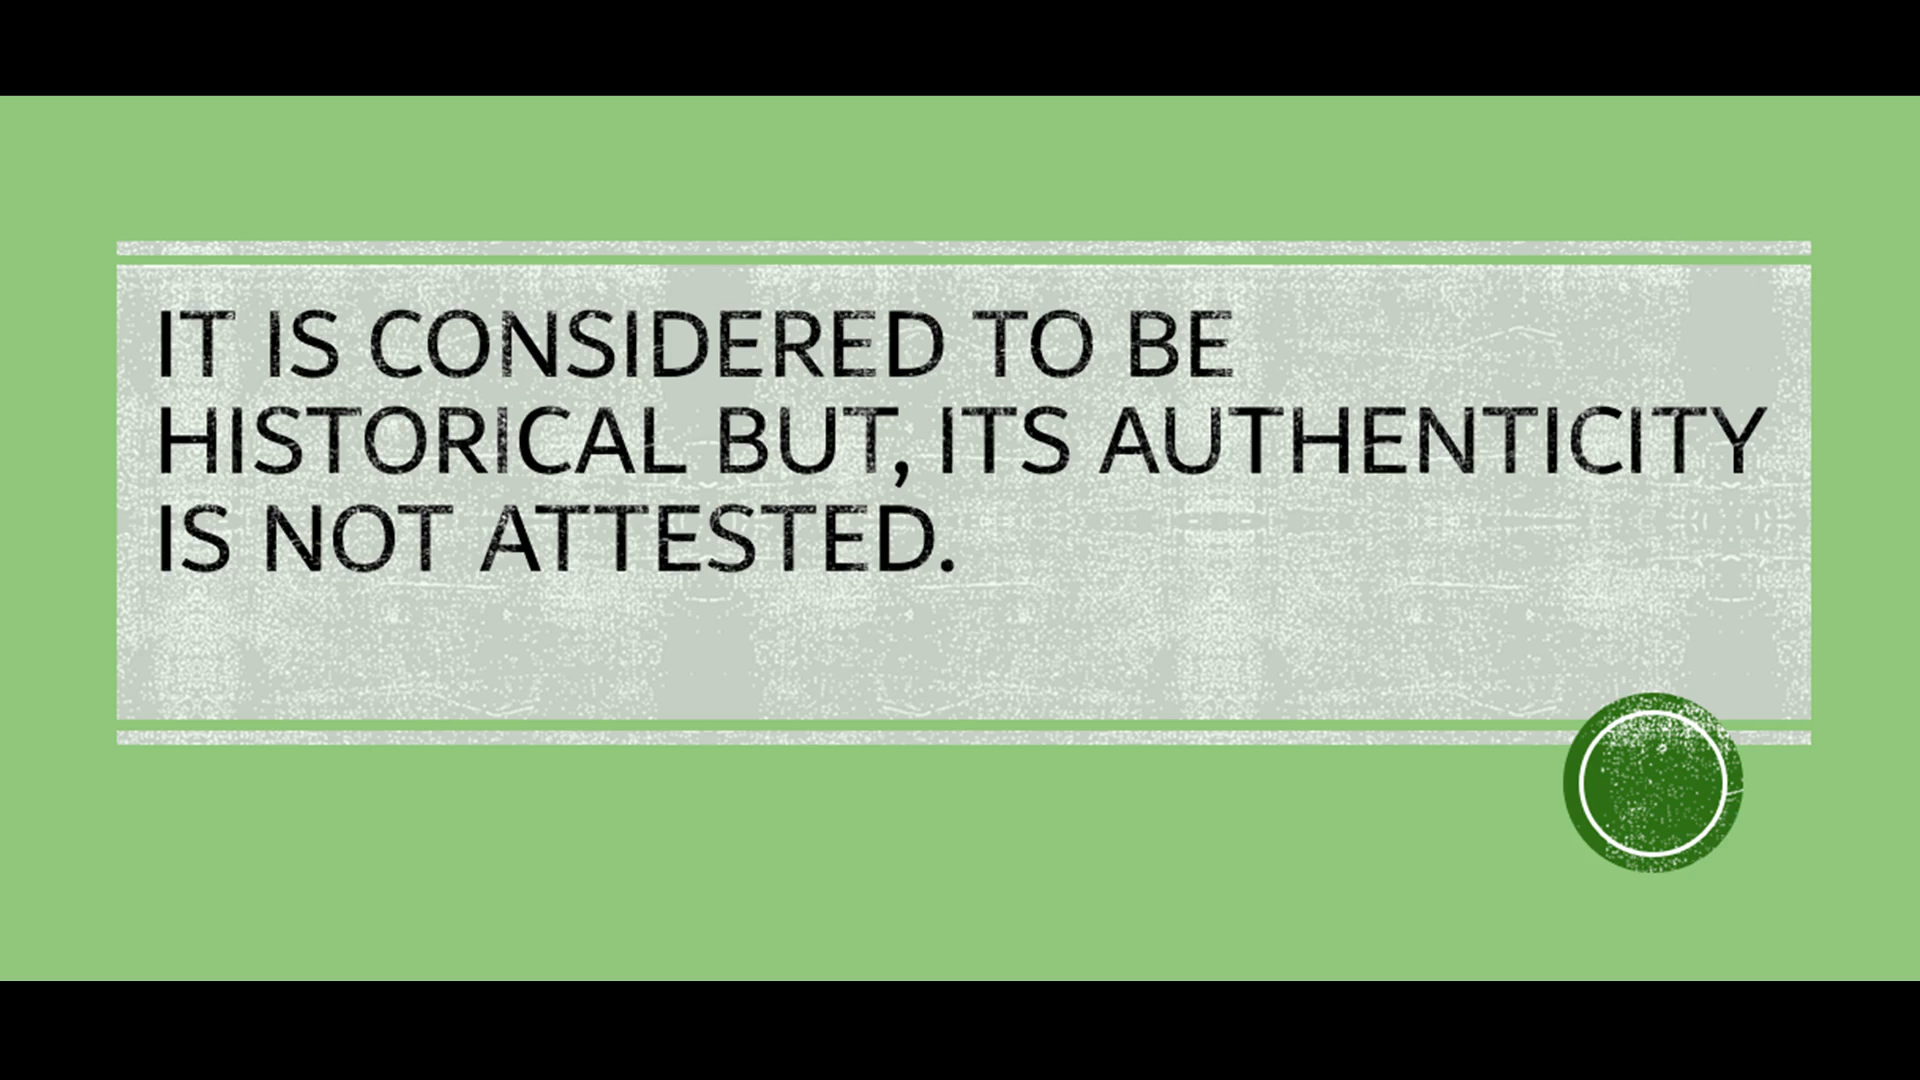 IT IS CONSIDERED TO BE
HISTORICAL BUT, ITS AUTHENTICITY
IS NOT ATTESTED.